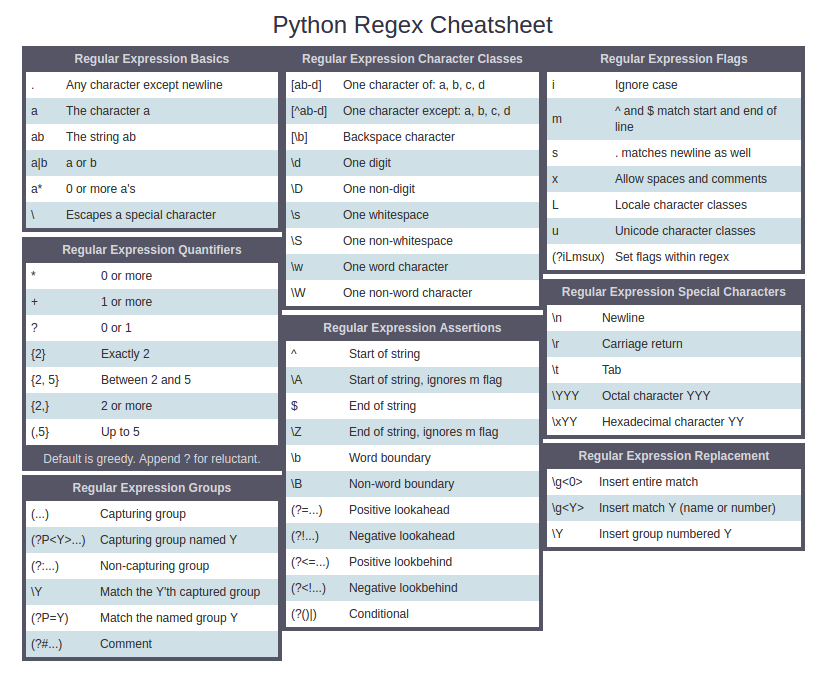 Python Regex Cheatsheet
Regular Expression Basics
. Any character except newline
a The character a
ab The string ab
a|b a or b
a* 0 or more a's
\ Escapes a special character
Regular Expression Quantifiers
* 0 or more
+ 1 or more
? 0 or 1
{2} Exactly 2
{2, 5} Between 2 and 5
{2,} 2 or more
(,5} Up to 5
Default is greedy. Append ? for reluctant.
Regular Expression Groups
(...) Capturing group
(?P<Y>...) Capturing group named Y
(?:...) Non-capturing group
\Y Match the Y'th captured group
(?P=Y) Match the named group Y
(?#...) Comment
Regular Expression Character Classes
[ab-d] One character of: a, b, c, d
[^ab-d] One character except: a, b, c, d
[\b] Backspace character
\d One digit
\D One non-digit
\s One whitespace
\S One non-whitespace
\w One word character
\W One non-word character
Regular Expression Assertions
^ Start of string
\A Start of string, ignores m flag
$ End of string
\Z End of string, ignores m flag
\b Word boundary
\B Non-word boundary
(?=...) Positive lookahead
(?!...) Negative lookahead
(?<=...) Positive lookbehind
(?<!...) Negative lookbehind
(?()|) Conditional
Regular Expression Flags
i Ignore case
m ^ and $ match start and end of
line
s . matches newline as well
x Allow spaces and comments
L Locale character classes
u Unicode character classes
(?iLmsux) Set flags within regex
Regular Expression Special Characters
\n Newline
\r Carriage return
\t Tab
\YYY Octal character YYY
\xYY Hexadecimal character YY
Regular Expression Replacement
\g<0> Insert entire match
\g<Y> Insert match Y (name or number)
\Y Insert group numbered Y